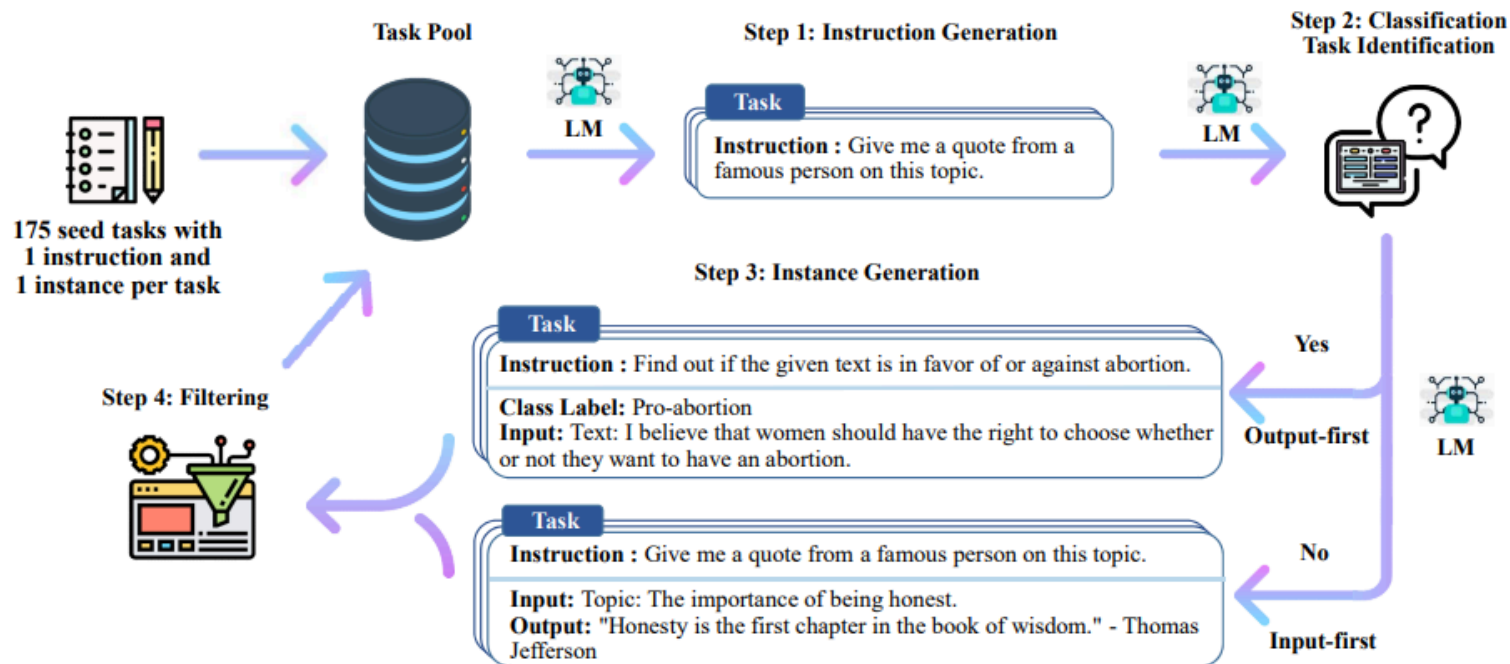 Task Pool
LM
Step 1: Instruction Generation
Task
Instruction : Give me a quote from a
famous person on this topic.
LM
Step 2: Classification
Task Identification
?
175 seed tasks with
1 instruction and
1 instance per task
Step 3: Instance Generation
Task
Instruction : Find out if the given text is in favor of or against abortion.
Class Label: Pro-abortion
Input: Text: I believe that women should have the right to choose whether
or not they want to have an abortion.
Yes
Output-first
LM
Step 4: Filtering
Task
Instruction : Give me a quote from a famous person on this topic.
Input: Topic: The importance of being honest.
Output: "Honesty is the first chapter in the book of wisdom." - Thomas
Jefferson
No
Input-first